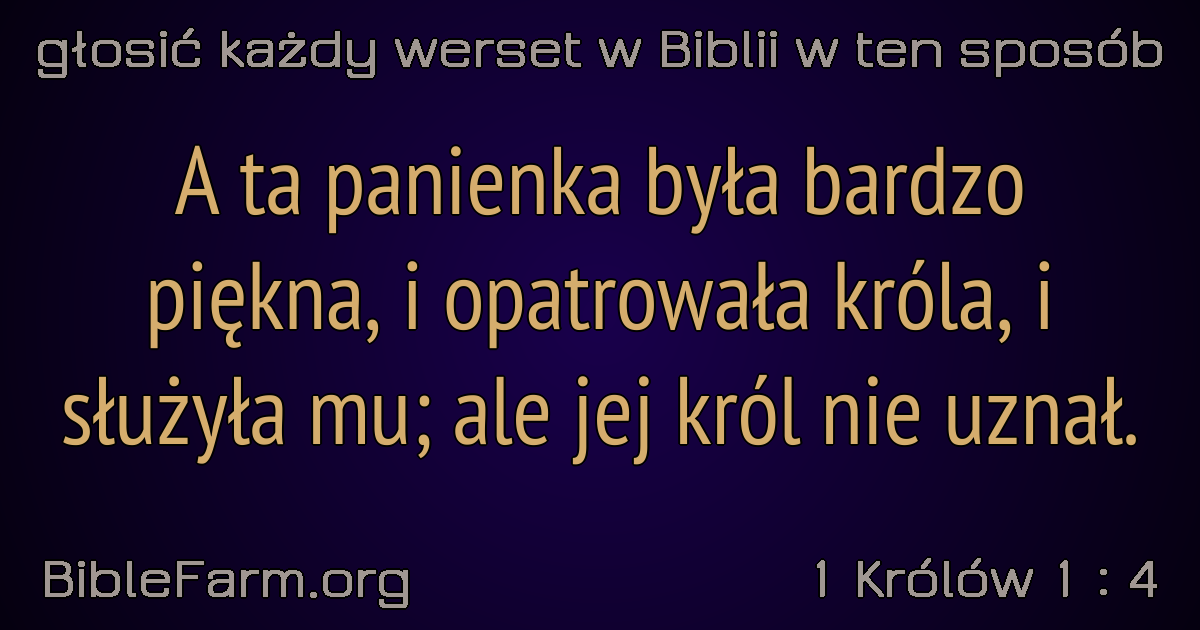 głosić każdy werset w Biblii w ten sposób
A ta panienka była bardzo
piękna, i opatrowała króla, i
służyła mu; ale jej król nie uznał.
BibleFarm.org
1 Królów 1 : 4